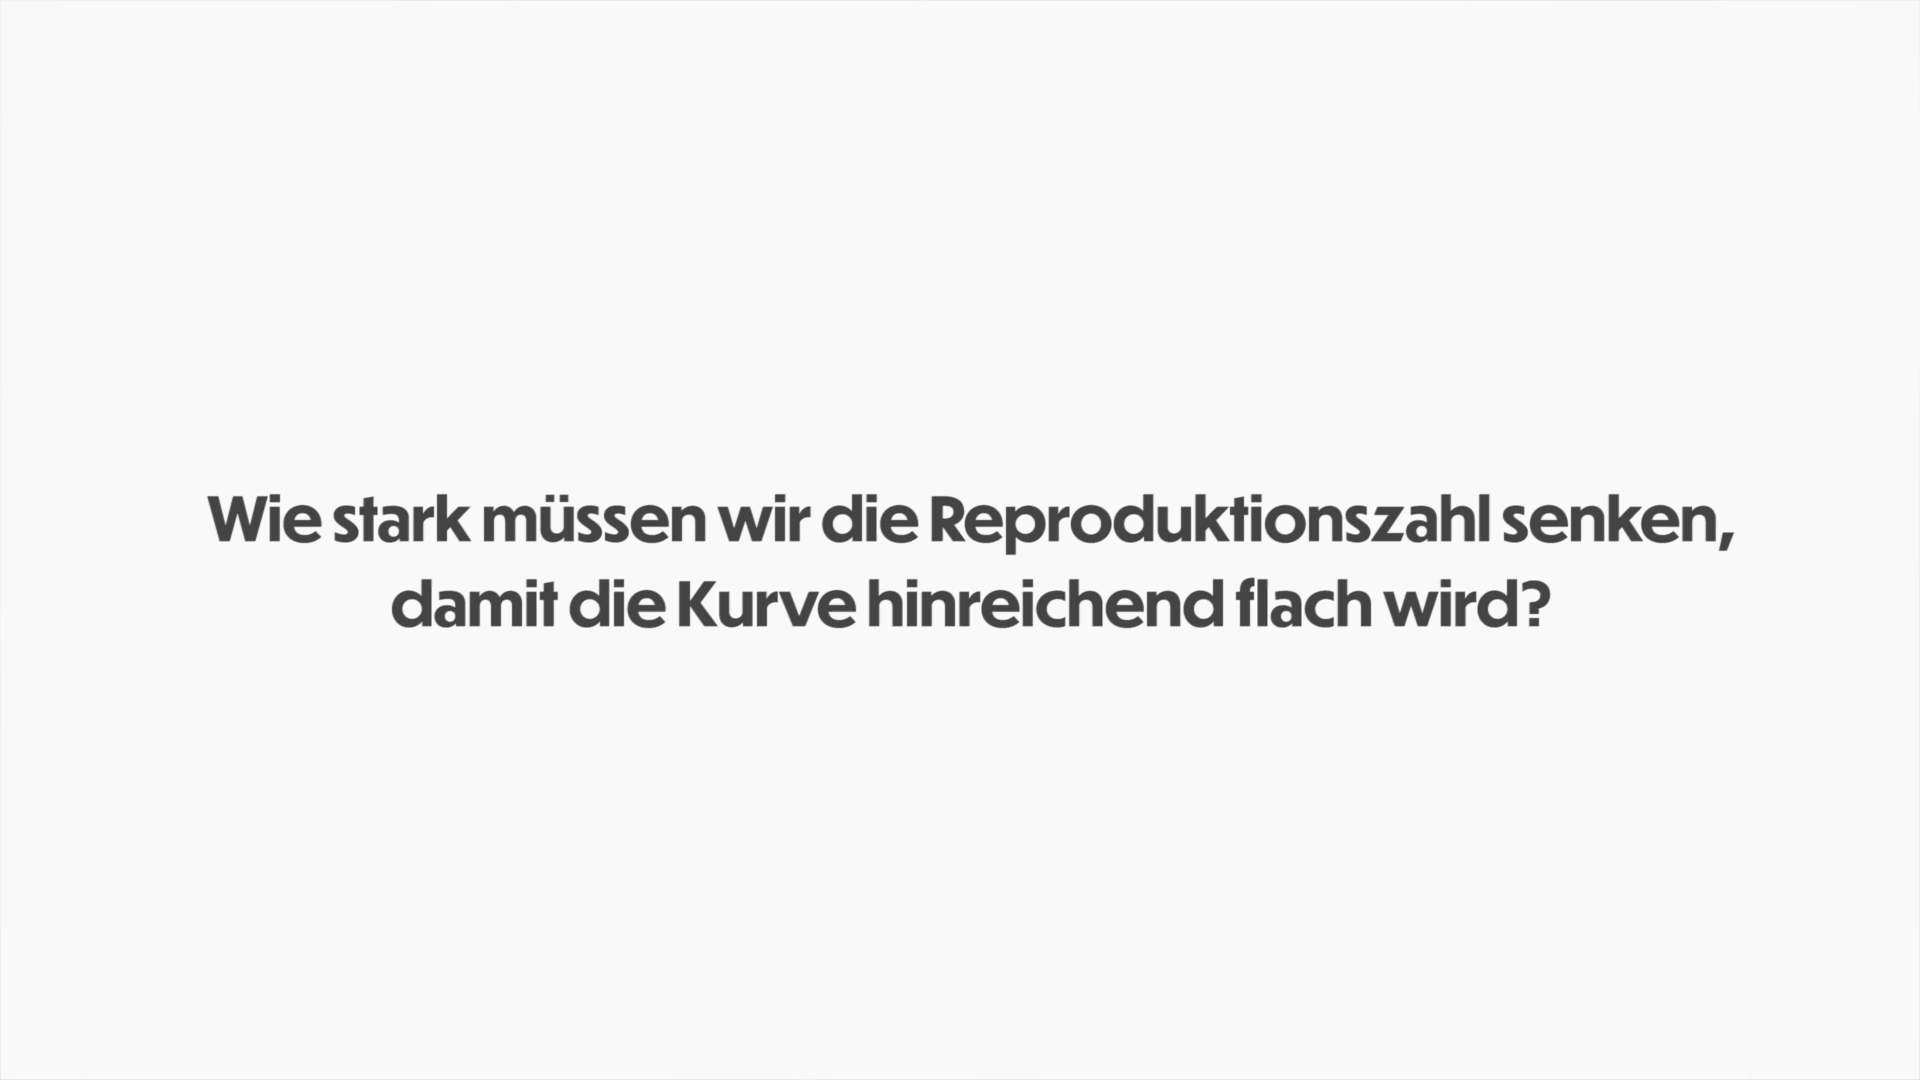 Wie stark müssen wir die Reproduktionszahl senken,
damit die Kurve hinreichend flach wird?